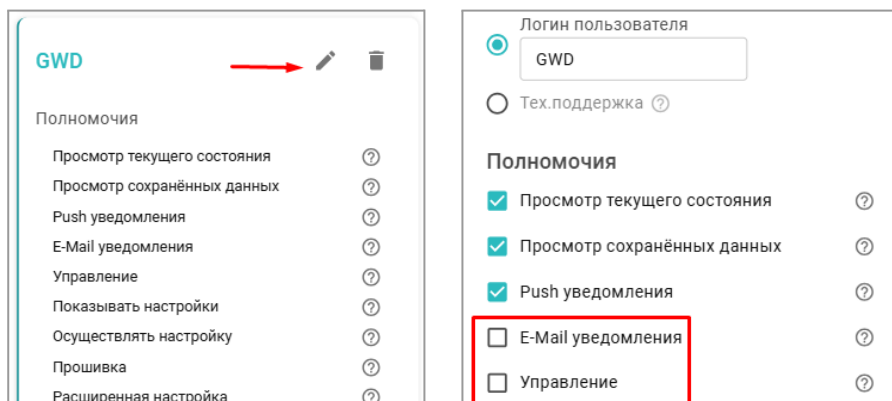 GWD
Полномочия
Просмотр текущего состояния
Просмотр сохранённых данных
Push уведомления
E-Mail уведомления
Управление
Показывать настройки
Осуществлять настройку
Прошивка
Расширенная настройка
Логин пользователя
GWD
Тех.поддержка
Полномочия
Просмотр текущего состояния
Просмотр сохранённых данных
Push уведомления
E-Mail уведомления
Управление